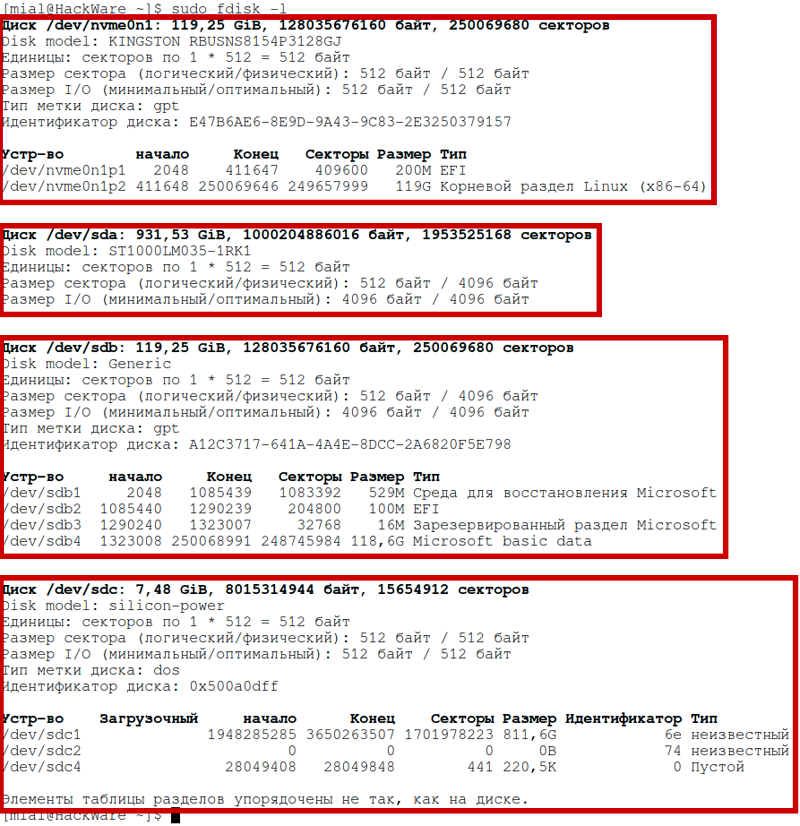 [mial@HackWare ~]$ sudo fdisk -l
Диск /dev/nvme0n1: 119,25 GiB, 128035676160 байт, 250069680 секторов
Disk model: KINGSTON RBUSNS8154P3128GJ
Единицы: секторов по 1 * 512 = 512 байт
Размер сектора (логический/физический): 512 байт / 512 байт
Размер I/O (минимальный/оптимальный): 512 байт / 512 байт
Тип метки диска: gpt
Идентификатор диска: E47B6AE6-8E9D-9A43-9C83-2E3250379157
Устр-во начало Конец Секторы Размер Тип
/dev/nvme0n1p1 2048 411647 409600 200M EFI
/dev/nvme0n1p2 411648 250069646 249657999 119G Корневой раздел Linux (x86-64)
Диск /dev/sda: 931,53 GiB, 1000204886016 байт, 1953525168 секторов
Disk model: ST1000LM035-1RK1
Единицы: секторов по 1 * 512 = 512 байт
Размер сектора (логический/физический): 512 байт / 4096 байт
Размер I/O (минимальный/оптимальный): 4096 байт / 4096 байт
Диск /dev/sdb: 119,25 GiB, 128035676160 байт, 250069680 секторов
Disk model: Generic
Единицы: секторов по 1 * 512 = 512 байт
Размер сектора (логический/физический): 512 байт / 4096 байт
Размер I/O (минимальный/оптимальный): 4096 байт / 4096 байт
Тип метки диска: gpt
Идентификатор диска: A12C3717-641A-4A4E-8DCC-2A6820F5E798
Устр-во начало Конец Секторы Размер Тип
/dev/sdb1 2048 1085439 1083392 529M Среда для восстановления Microsoft
/dev/sdb2 1085440 1290239 204800 100M EFI
/dev/sdb3 1290240 1323007 32768 16M Зарезервированный раздел Microsoft
/dev/sdb4 1323008 250068991 248745984 118,6G Microsoft basic data
Диск /dev/sdc: 7,48 GiB, 8015314944 байт, 15654912 секторов
Disk model: silicon-power
Единицы: секторов по 1 * 512 = 512 байт
Размер сектора (логический/физический): 512 байт / 512 байт
Размер I/O (минимальный/оптимальный): 512 байт / 512 байт
Тип метки диска: dos
Идентификатор диска: 0x500a0dff
Устр-во Загрузочный начало Конец Секторы Размер Идентификатор Тип
/dev/sdc1 1948285285 3650263507 1701978223 811,6G 6e неизвестный
/dev/sdc2 0 0 0 0B 74 неизвестный
/dev/sdc4 28049408 28049848 441 220,5K 0 Пустой
Элементы таблицы разделов упорядочены не так, как на диске.
[mial@HackWare ~]$